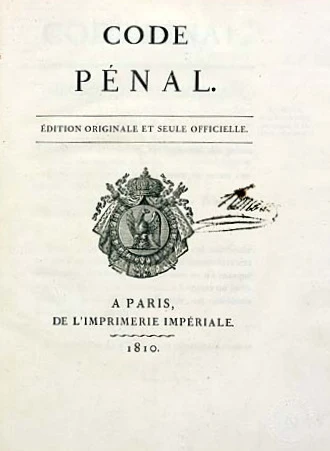 CODE
PÉNAL.
ÉDITION ORIGINALE ET SEULE OFFICIELLE.
A PARIS,
DE L'IMPRIMERIE IMPÉRIALE.
1810.